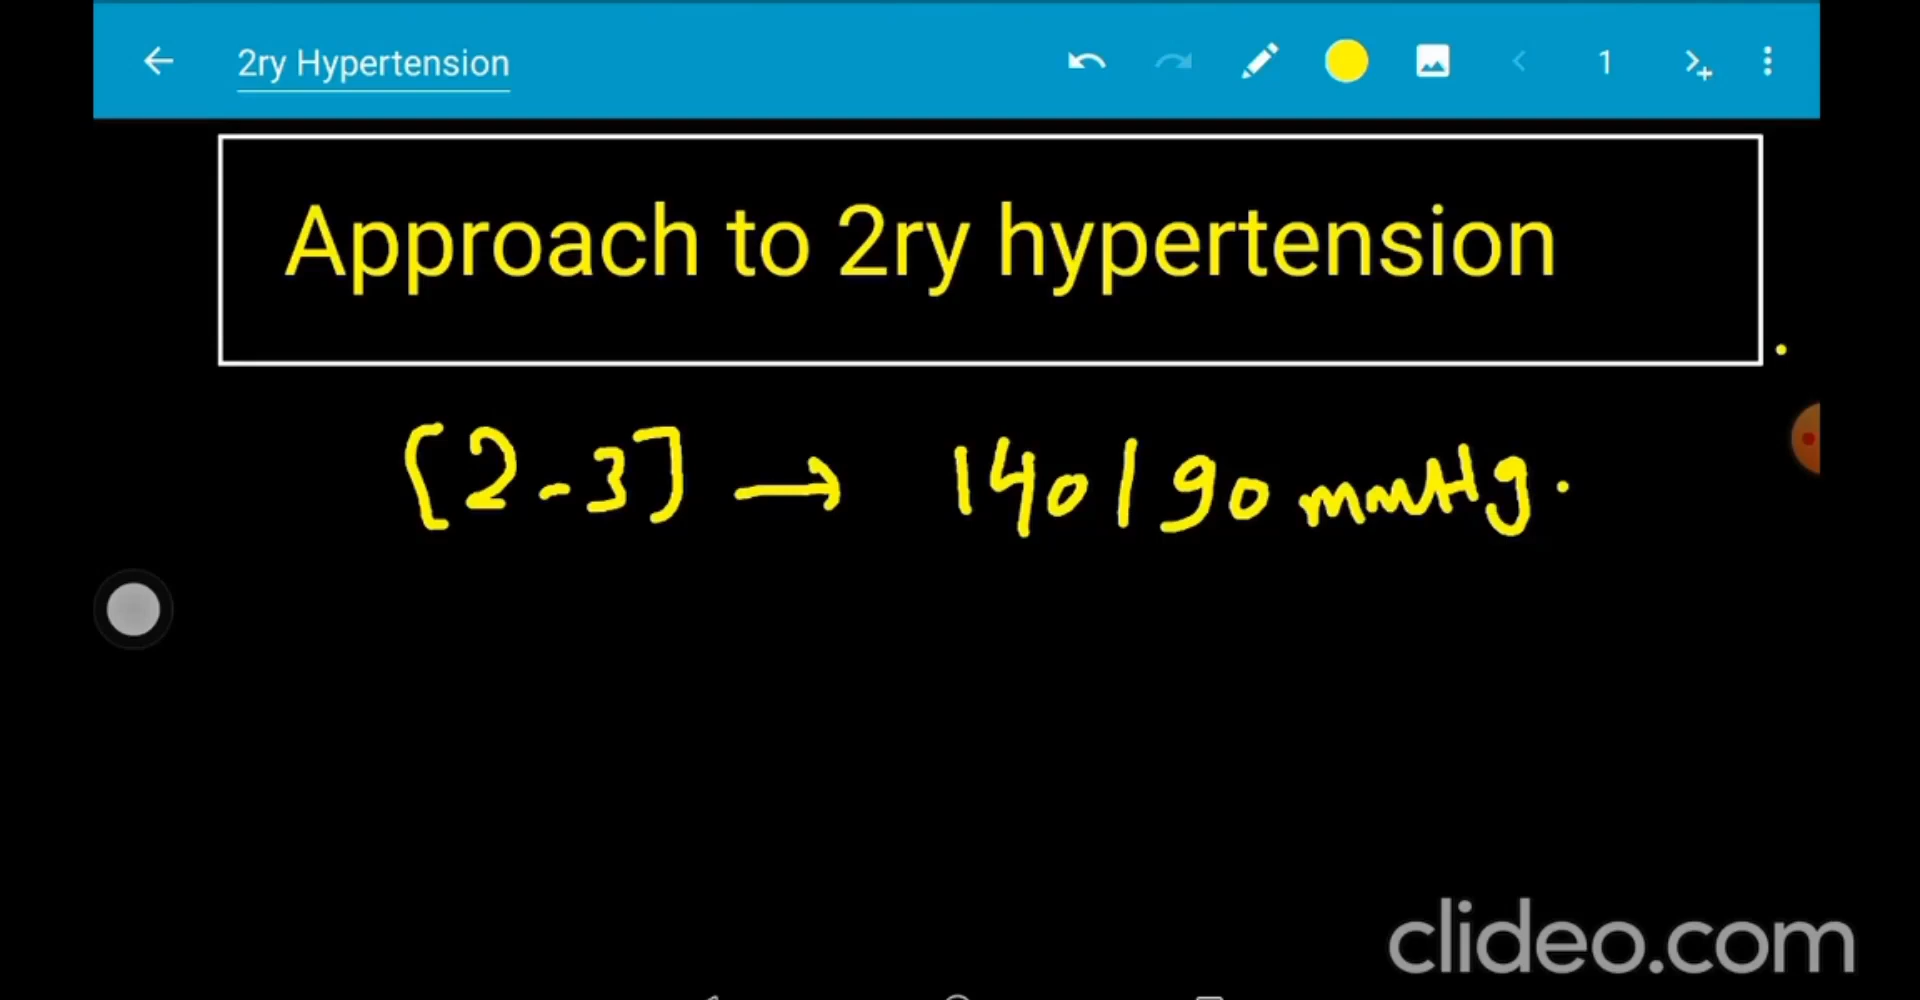 2ry Hypertension
1
Approach to 2ry hypertension
[2-3] → 140/90 mmHg.
clideo.com